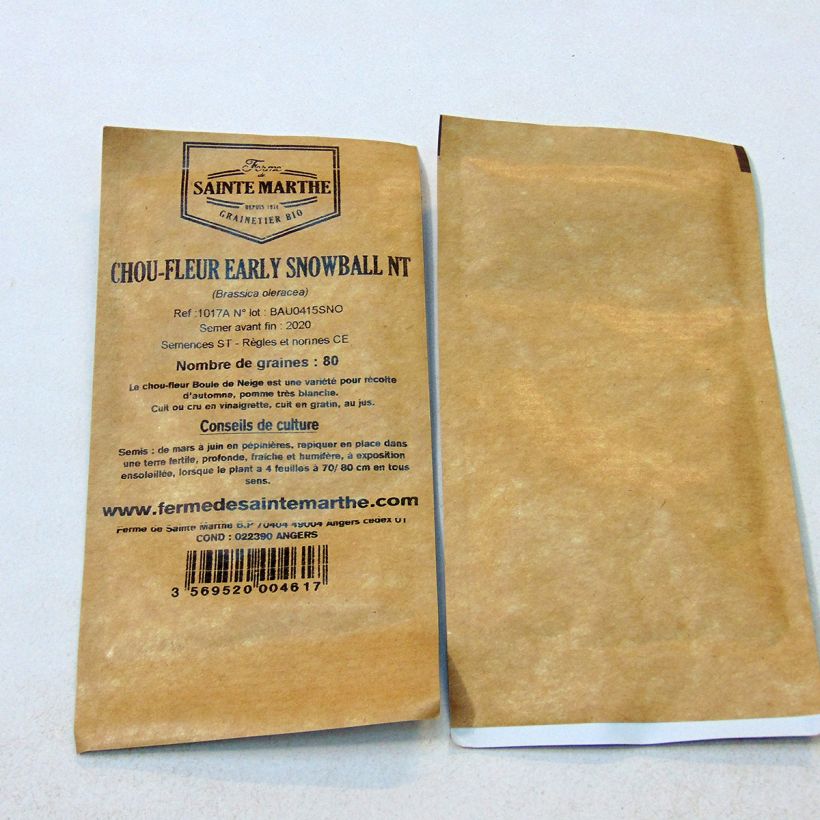 Ferme
de
SAINTE MARTHE
DEPUIS 1974
GRAINETIER BIO
CHOU-FLEUR EARLY SNOWBALL NT
(Brassica oleracea)
Ref :1017A N° lot : BAU0415SNO
Semer avant fin : 2020
Semences ST - Règles et normes CE
Nombre de graines : 80
Le chou-fleur Boule de Neige est une variété pour récolte
d'automne, pomme très blanche.
Cuit ou cru en vinaigrette, cuit en gratin, au jus.
Conseils de culture
Semis : de mars à juin en pépinières, repiquer en place dans
une terre fertile, profonde, fraîche et humifère, à exposition
ensoleillée, lorsque le plant a 4 feuilles à 70/ 80 cm en tous
sens.
www.fermedesaintemarthe.com
Ferme de Sainte Marthe B.P 70404 49004 Angers cedex 01
COND : 022390 ANGERS
3 569520 004617